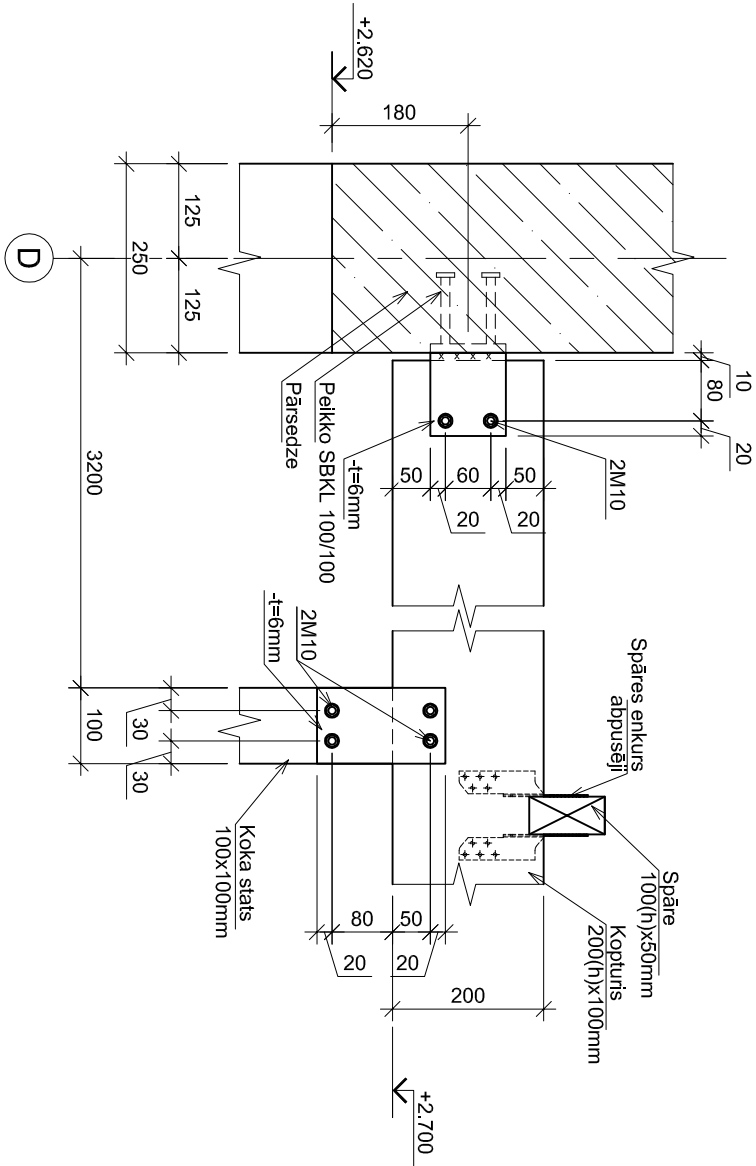 +2.620
180
125
125
250
D
3200
10
80
20
2M10
50
60
50
20
20
-t=6mm
Peikko SBKL 100/100
Pārsedze
2M10
-t=6mm
100
30
30
Spāres enkurs
abpusēji
Spāre
100(h)x50mm
Kopturis
200(h)x100mm
Koka stats
100x100mm
80
50
20
20
200
+2.700